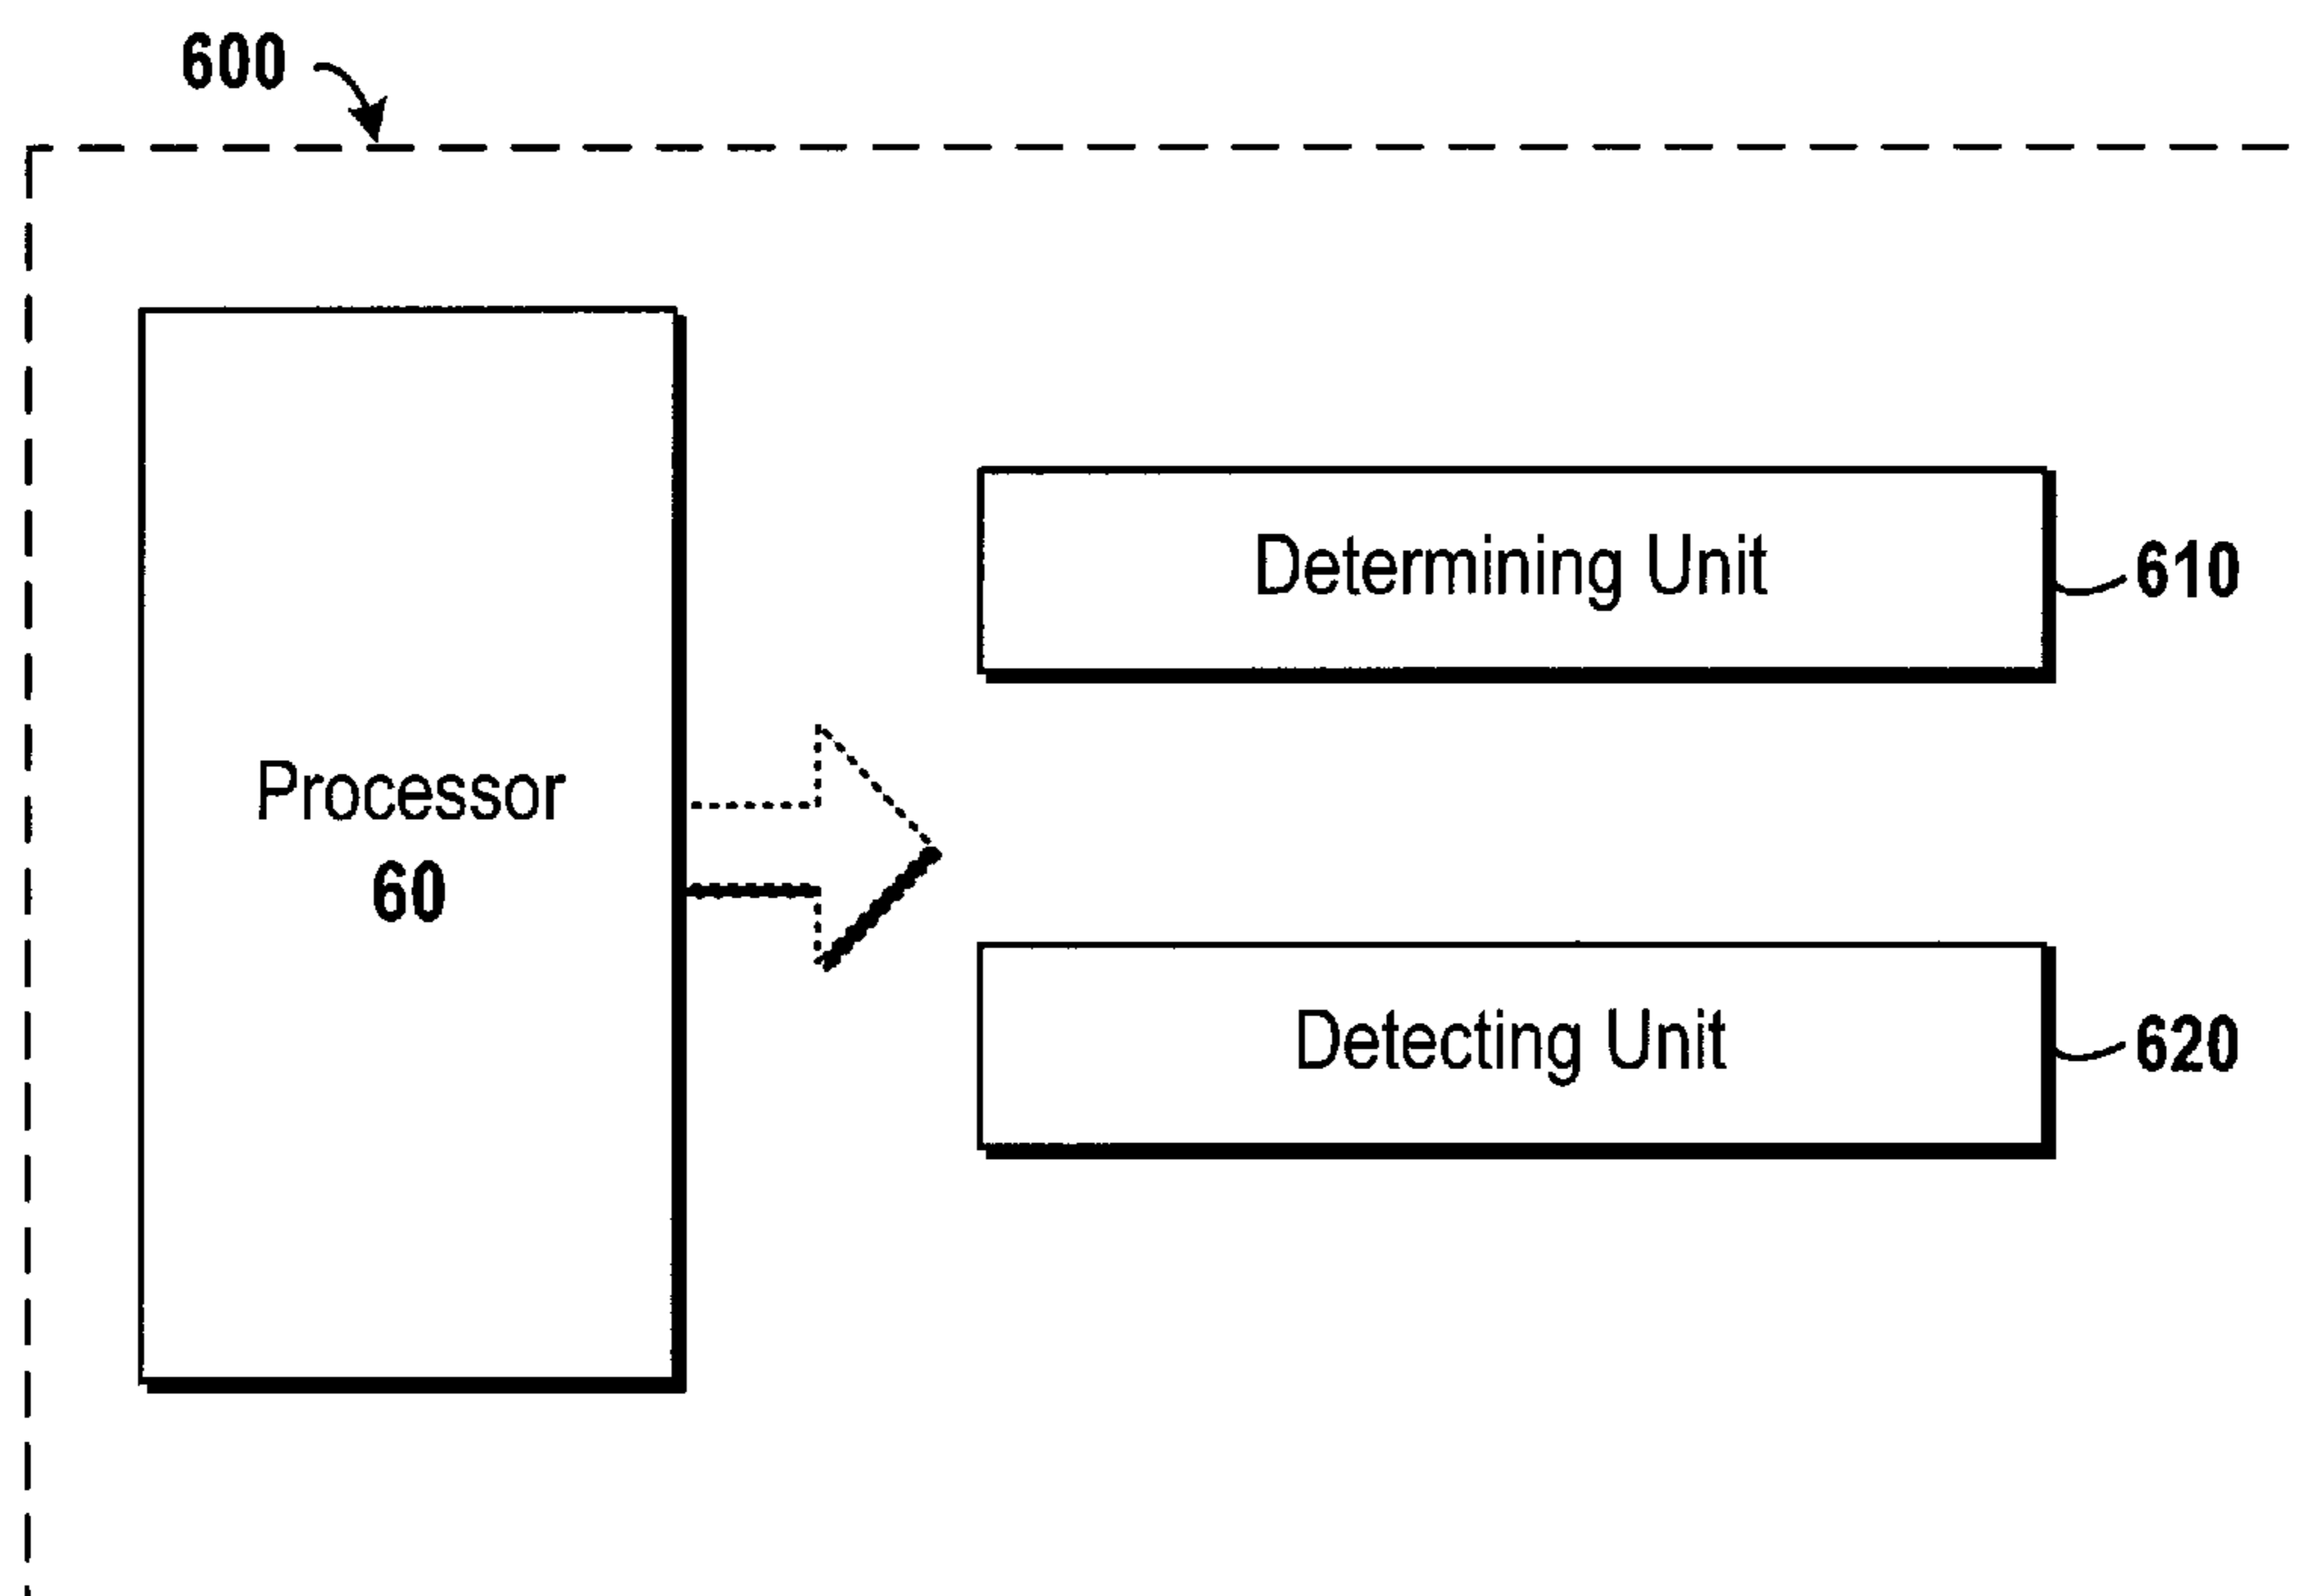 600
Determining Unit
610
Processor
60
Detecting Unit
620